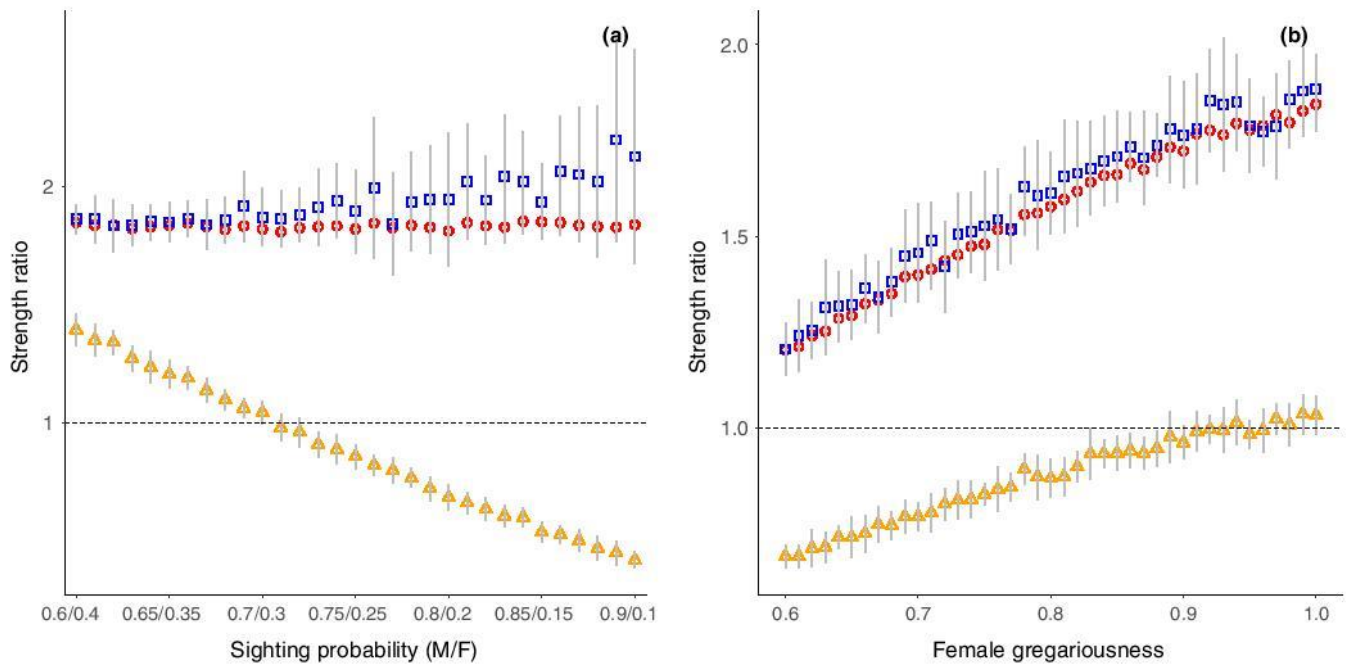 (a)
Strength ratio
2
1
0.6/0.4 0.65/0.35 0.7/0.3 0.75/0.25 0.8/0.2 0.85/0.15 0.9/0.1
Sighting probability (M/F)
(b)
Strength ratio
2.0
1.5
1.0
0.6 0.7 0.8 0.9 1.0
Female gregariousness